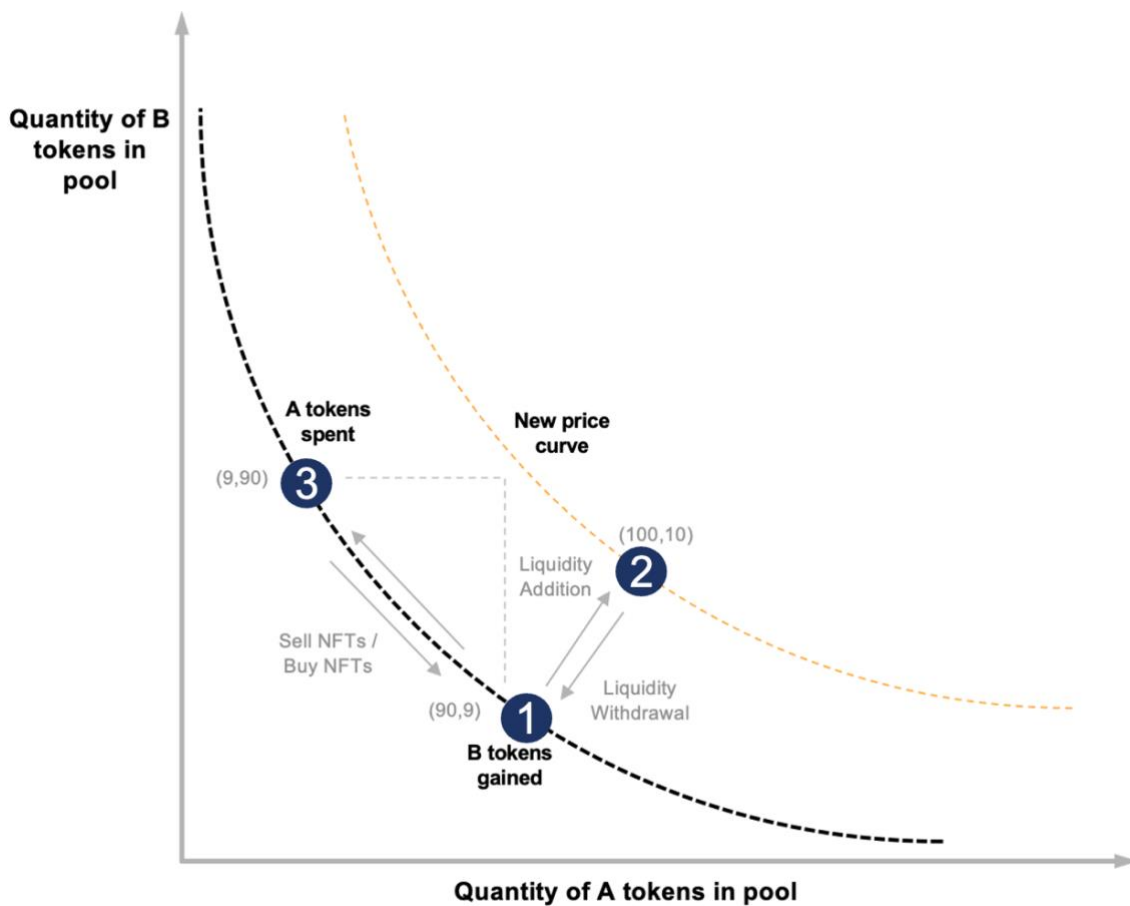 Quantity of B
tokens in
pool
A tokens
spent
(9,90)
3
New price
curve
(100,10)
2
Liquidity
Addition
Sell NFTs /
Buy NFTs
Liquidity
Withdrawal
(90,9)
1
B tokens
gained
Quantity of A tokens in pool